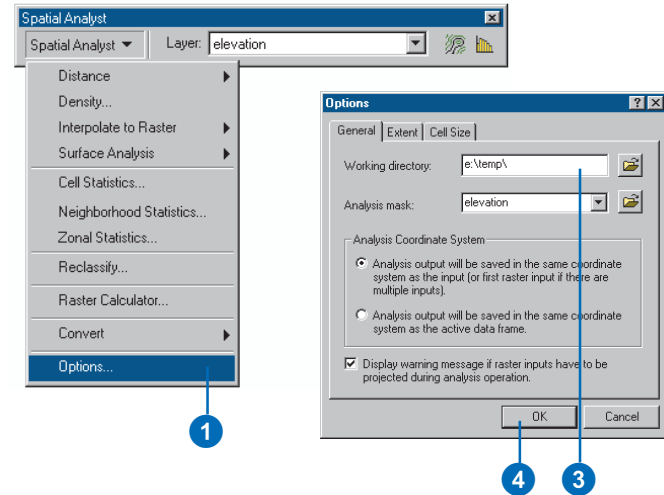 Spatial Analyst
Spatial Analyst
Layer: elevation
Distance
Density...
Interpolate to Raster
Surface Analysis
Cell Statistics...
Neighborhood Statistics...
Zonal Statistics...
Reclassify...
Raster Calculator...
Convert
Options...
1
Options
General Extent Cell Size
Working directory: e:\temp\
Analysis mask: elevation
Analysis Coordinate System
Analysis output will be saved in the same coordinate
system as the input (or first raster input if there are
multiple inputs).
Analysis output will be saved in the same coordinate
system as the active data frame.
Display warning message if raster inputs have to be
projected during analysis operation.
OK Cancel
4 3